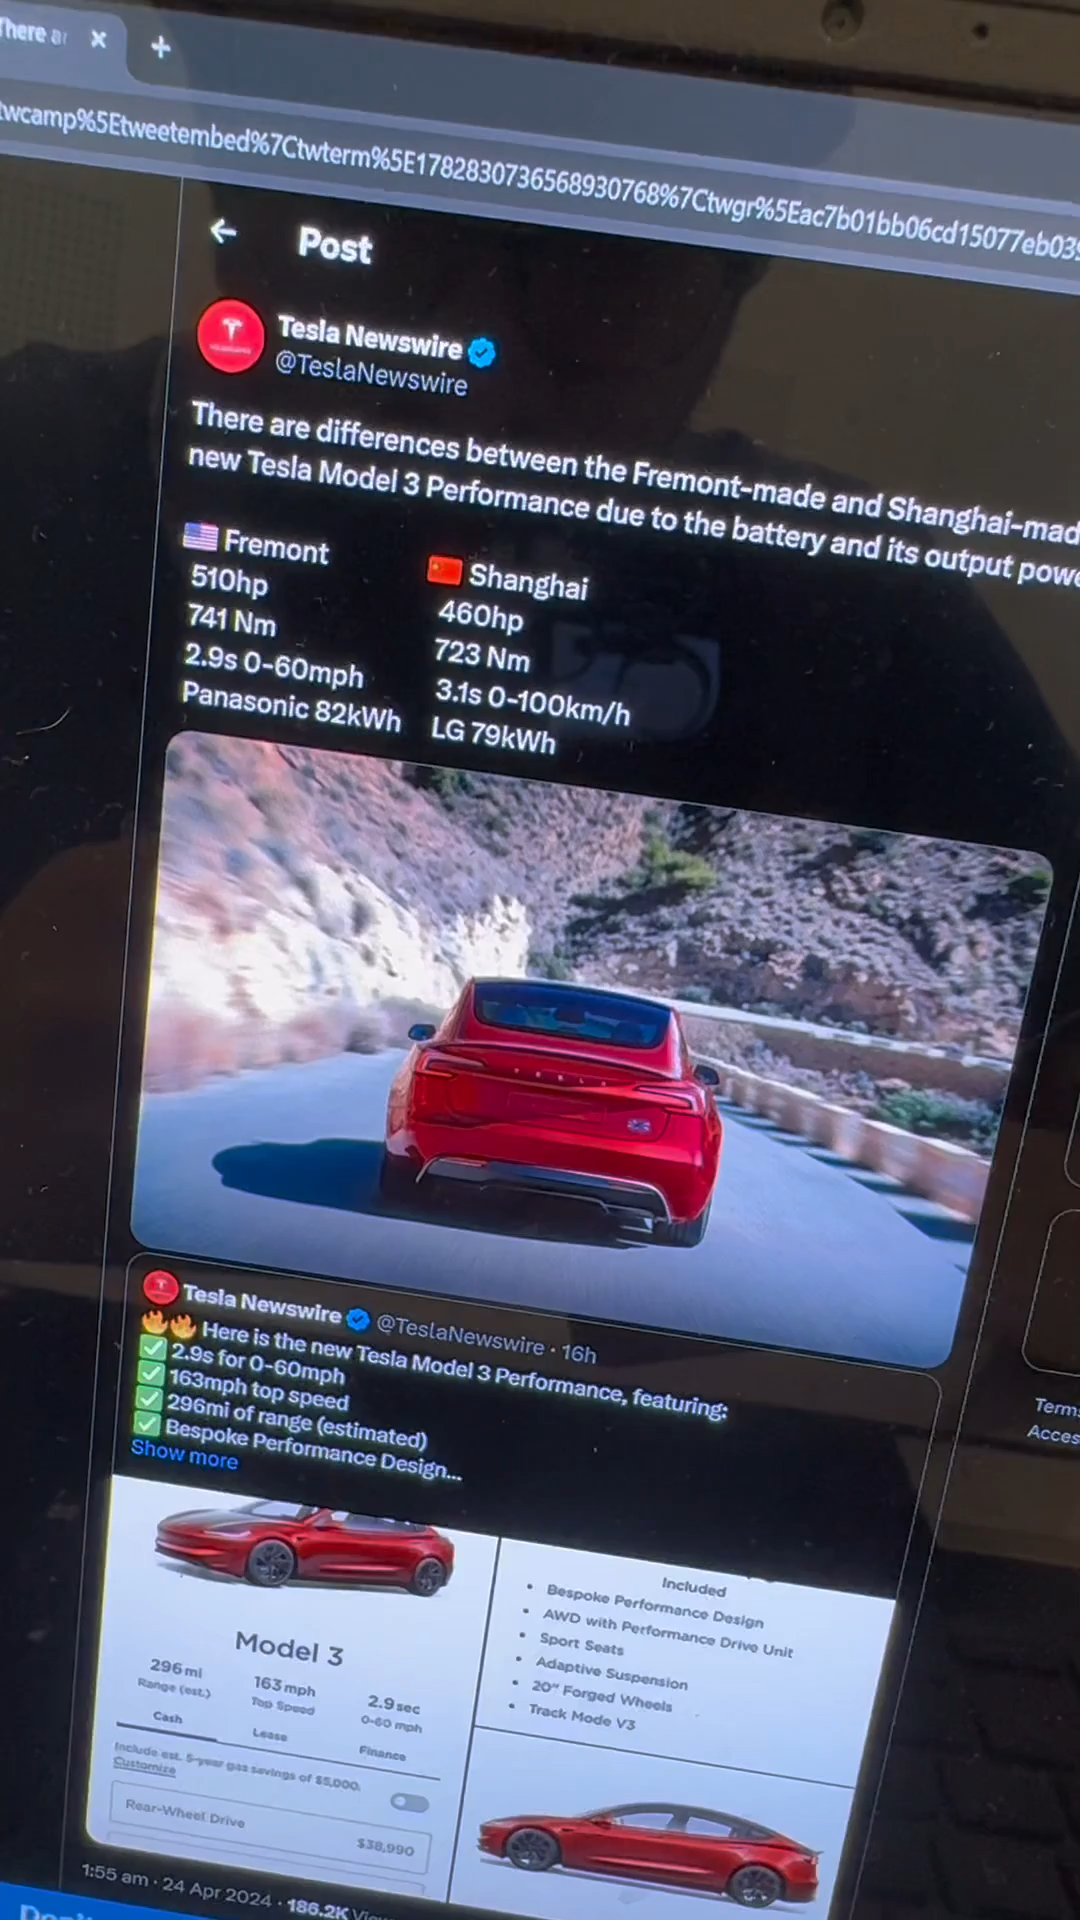 There
twcamp%5Etweetembed%7Ctwterm%5E1782830736568930768%7Ctwgr%5Eac7b01bb06cd15077eb039
Post
Tesla Newswire
@TeslaNewswire
There are differences between the Fremont-made and Shanghai-mad
new Tesla Model 3 Performance due to the battery and its output powe
🇺🇸 Fremont
510hp
741 Nm
2.9s 0-60mph
Panasonic 82kWh
🇨🇳 Shanghai
460hp
723 Nm
3.1s 0-100km/h
LG 79kWh
TESLA
Tesla Newswire @TeslaNewswire · 16h
🔥🔥 Here is the new Tesla Model 3 Performance, featuring:
✅ 2.9s for 0-60mph
✅ 163mph top speed
✅ 296mi of range (estimated)
✅ Bespoke Performance Design...
Show more
Model 3
296 mi
Range (est.)
163 mph
Top Speed
2.9 sec
0-60 mph
Cash
Lease
Finance
Include est. 5-year gas savings of $5,000.
Customize
Rear-Wheel Drive
$38,990
Included
• Bespoke Performance Design
• AWD with Performance Drive Unit
• Sport Seats
• Adaptive Suspension
• 20" Forged Wheels
• Track Mode V3
Terms
Acces
1:55 am · 24 Apr 2024 · 186.2K View